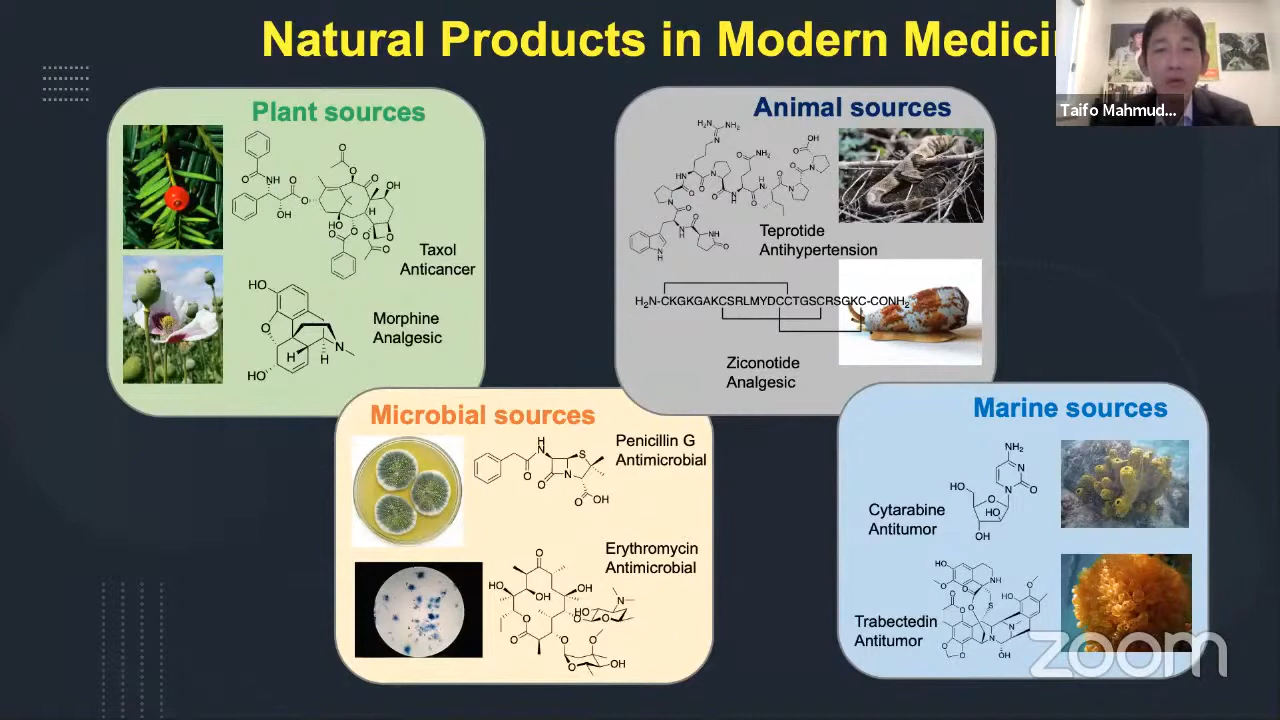 Natural Products in Modern Medici
Taifo Mahmud...
Plant sources
Taxol
Anticancer
Morphine
Analgesic
Animal sources
Teprotide
Antihypertension
H₂N-CKGKGAKCSRLMYDCCTGSCRSGKC-CONH₂
Ziconotide
Analgesic
Microbial sources
Penicillin G
Antimicrobial
Erythromycin
Antimicrobial
Marine sources
Cytarabine
Antitumor
Trabectedin
Antitumor
zoom